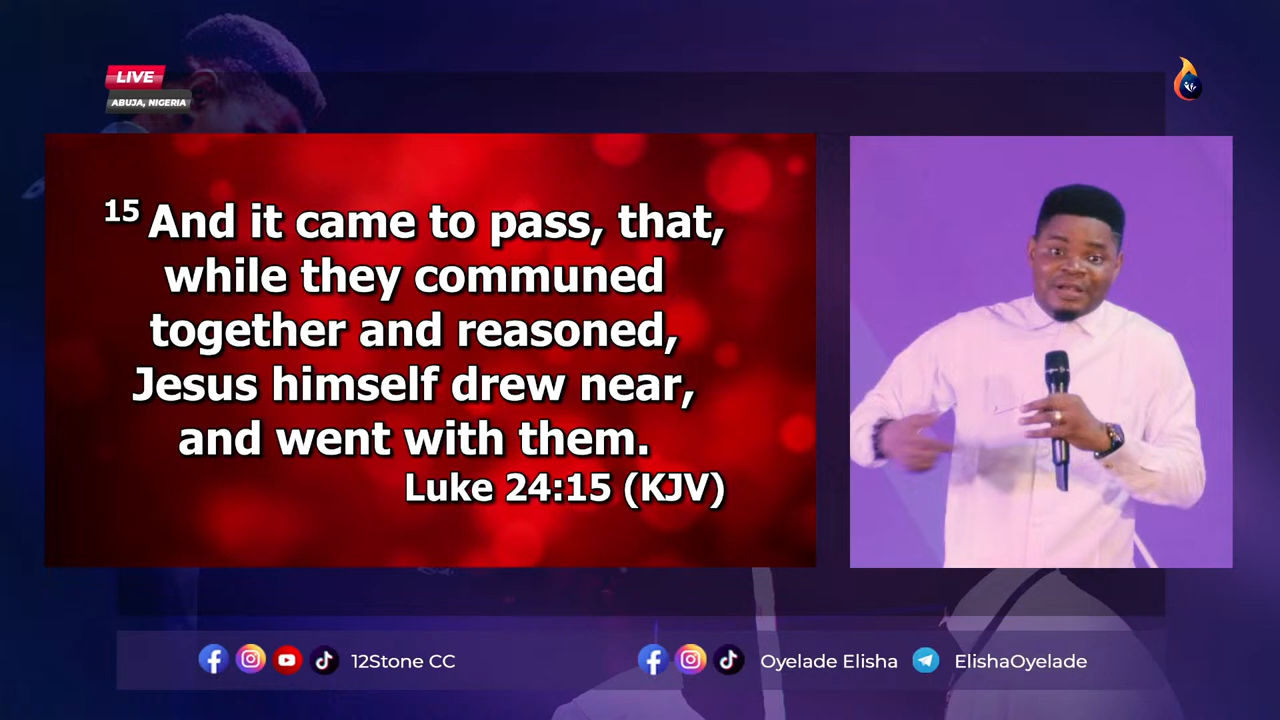 LIVE
ABUJA, NIGERIA
15 And it came to pass, that,
while they communed
together and reasoned,
Jesus himself drew near,
and went with them.
Luke 24:15 (KJV)
12Stone CC
Oyelade Elisha
ElishaOyelade